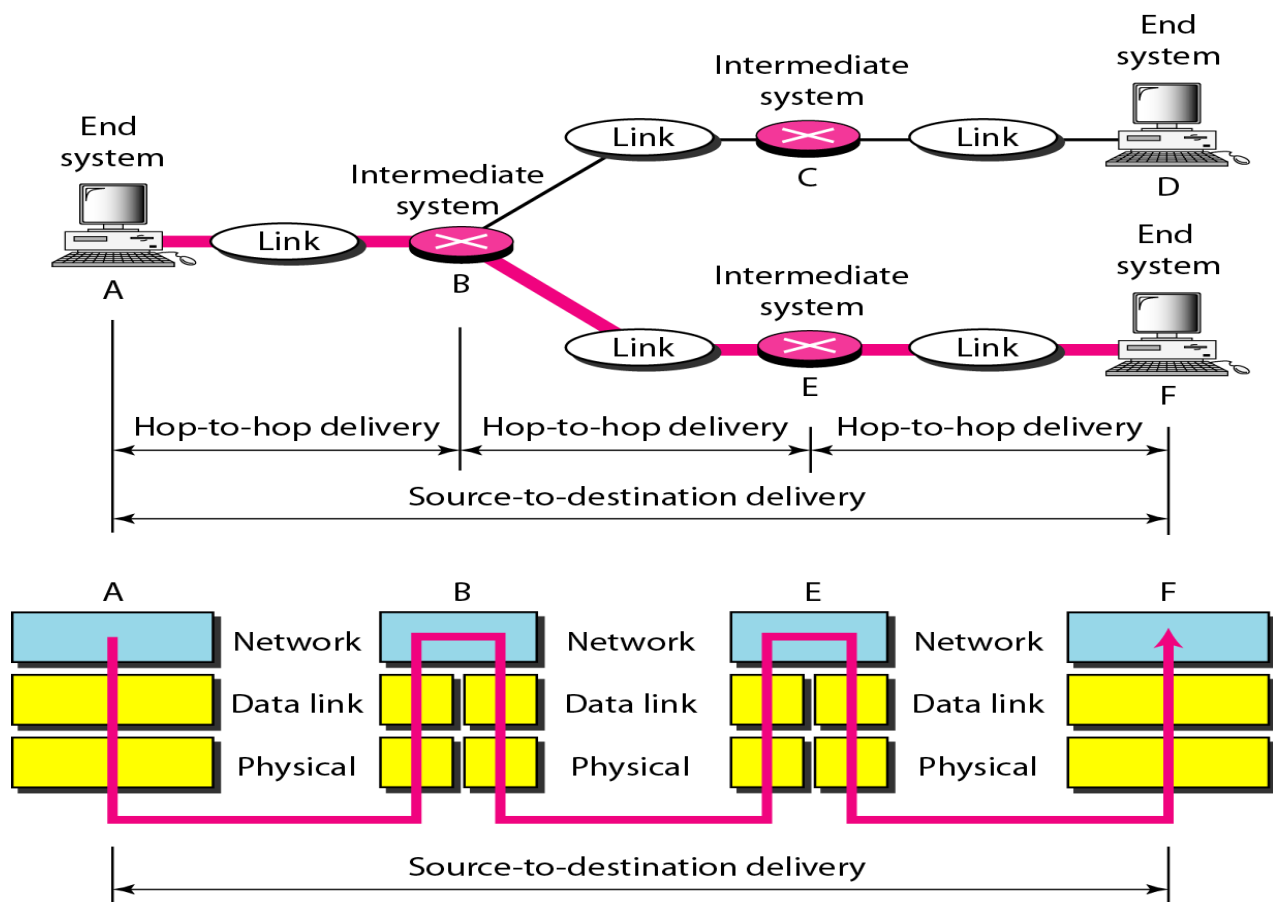 End
system
Intermediate
system
Link
Link
C
D
End
system
Intermediate
system
Link
B
A
End
system
Intermediate
system
Link
Link
E
F
Hop-to-hop delivery
Hop-to-hop delivery
Hop-to-hop delivery
Source-to-destination delivery
A
B
E
F
Network
Network
Network
Data link
Data link
Data link
Physical
Physical
Physical
Source-to-destination delivery